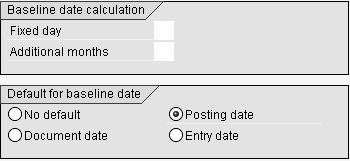 Baseline date calculation
Fixed day
Additional months
Default for baseline date
No default
Posting date
Document date
Entry date